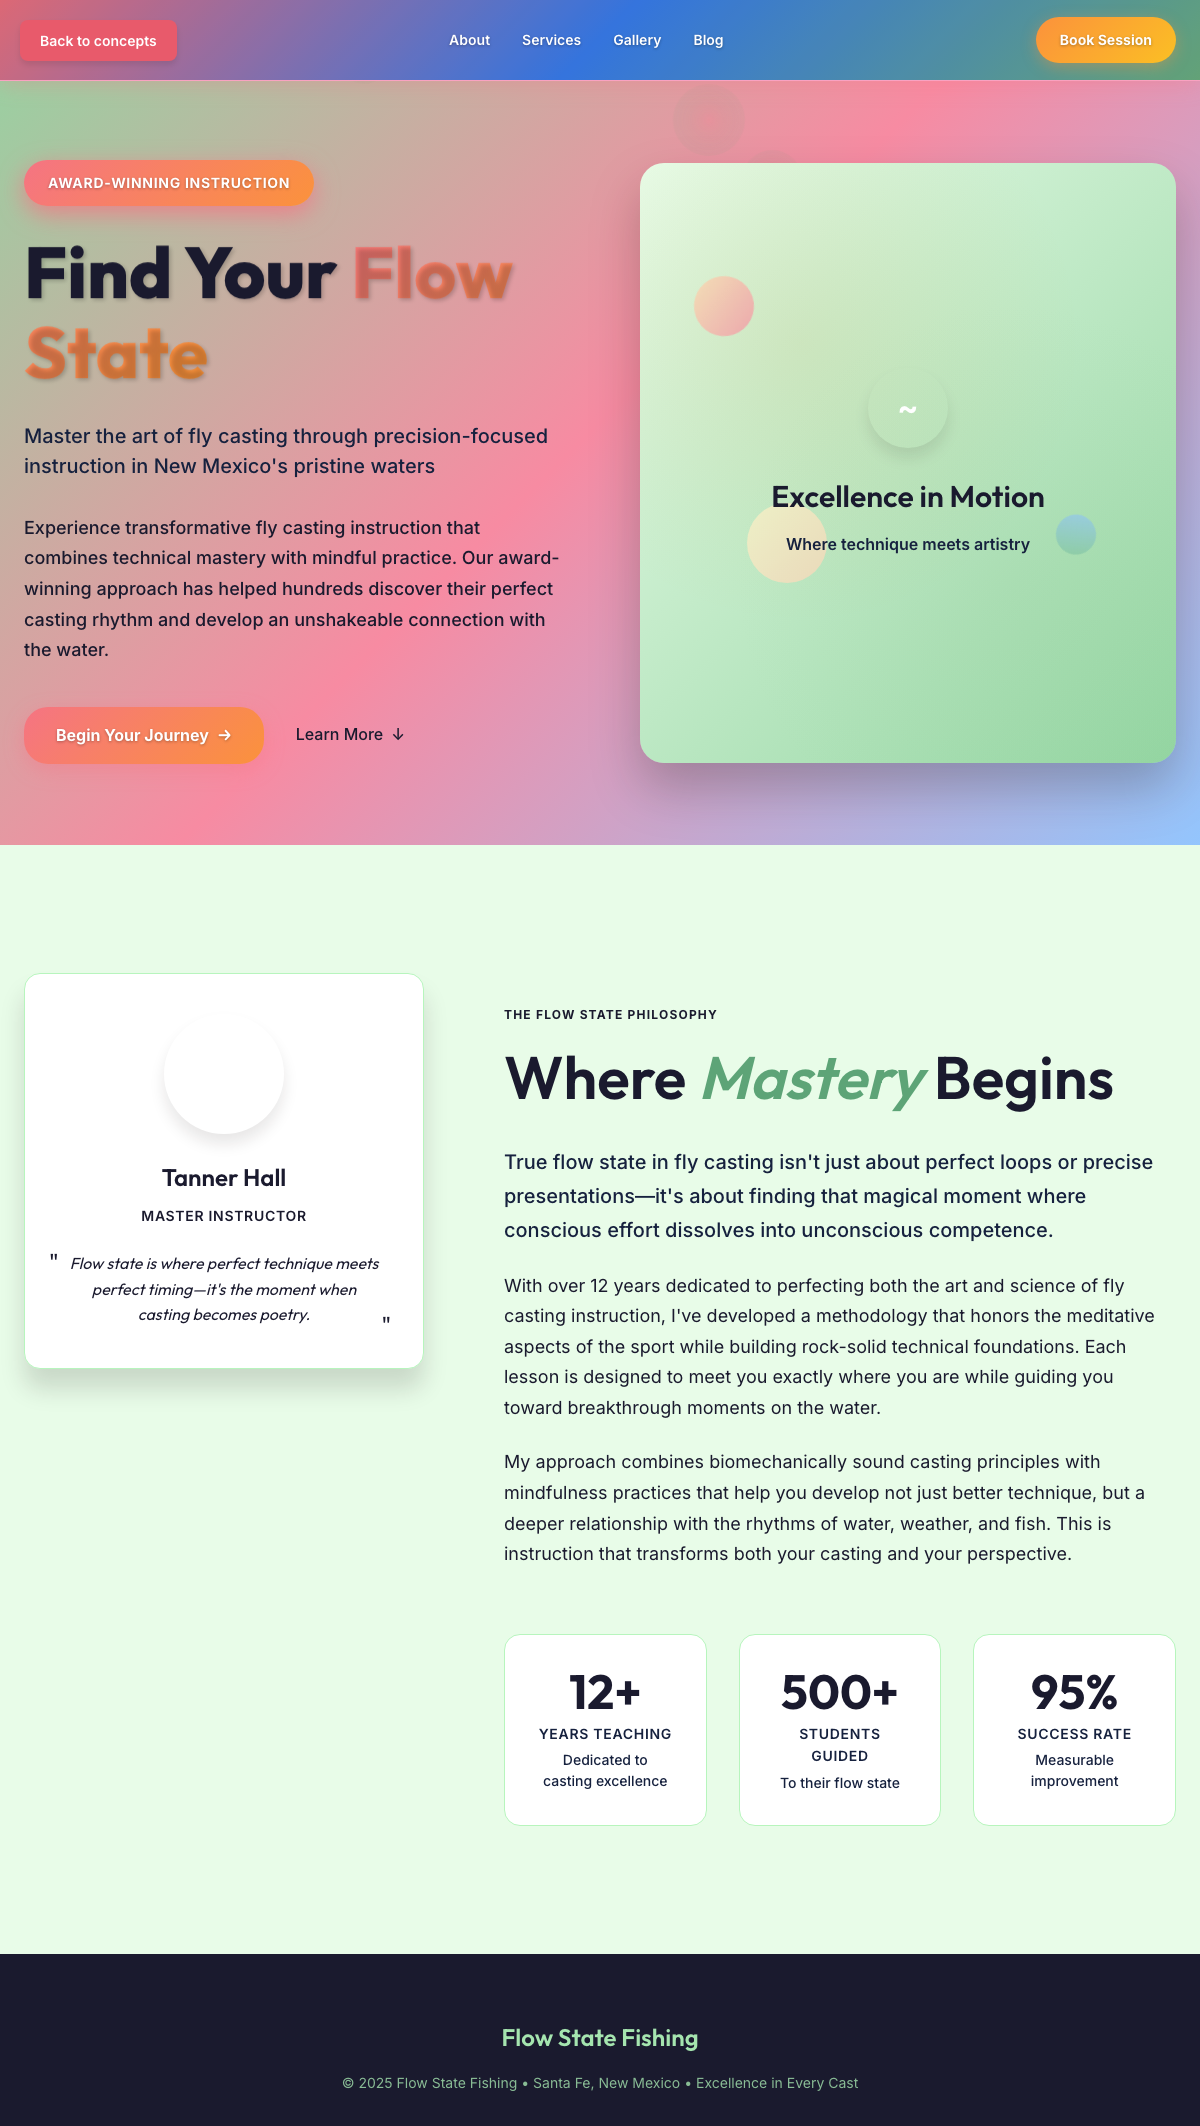 Back to concepts
About
Services
Gallery
Blog
Book Session
AWARD-WINNING INSTRUCTION
Find Your Flow
State
Master the art of fly casting through precision-focused
instruction in New Mexico's pristine waters
Experience transformative fly casting instruction that
combines technical mastery with mindful practice. Our award-
winning approach has helped hundreds discover their perfect
casting rhythm and develop an unshakeable connection with
the water.
Begin Your Journey →
Learn More ↓
~
Excellence in Motion
Where technique meets artistry
Tanner Hall
MASTER INSTRUCTOR
" Flow state is where perfect technique meets
perfect timing—it's the moment when
casting becomes poetry. "
THE FLOW STATE PHILOSOPHY
Where Mastery Begins
True flow state in fly casting isn't just about perfect loops or precise
presentations—it's about finding that magical moment where
conscious effort dissolves into unconscious competence.
With over 12 years dedicated to perfecting both the art and science of fly
casting instruction, I've developed a methodology that honors the meditative
aspects of the sport while building rock-solid technical foundations. Each
lesson is designed to meet you exactly where you are while guiding you
toward breakthrough moments on the water.
My approach combines biomechanically sound casting principles with
mindfulness practices that help you develop not just better technique, but a
deeper relationship with the rhythms of water, weather, and fish. This is
instruction that transforms both your casting and your perspective.
12+
YEARS TEACHING
Dedicated to
casting excellence
500+
STUDENTS
GUIDED
To their flow state
95%
SUCCESS RATE
Measurable
improvement
Flow State Fishing
© 2025 Flow State Fishing • Santa Fe, New Mexico • Excellence in Every Cast